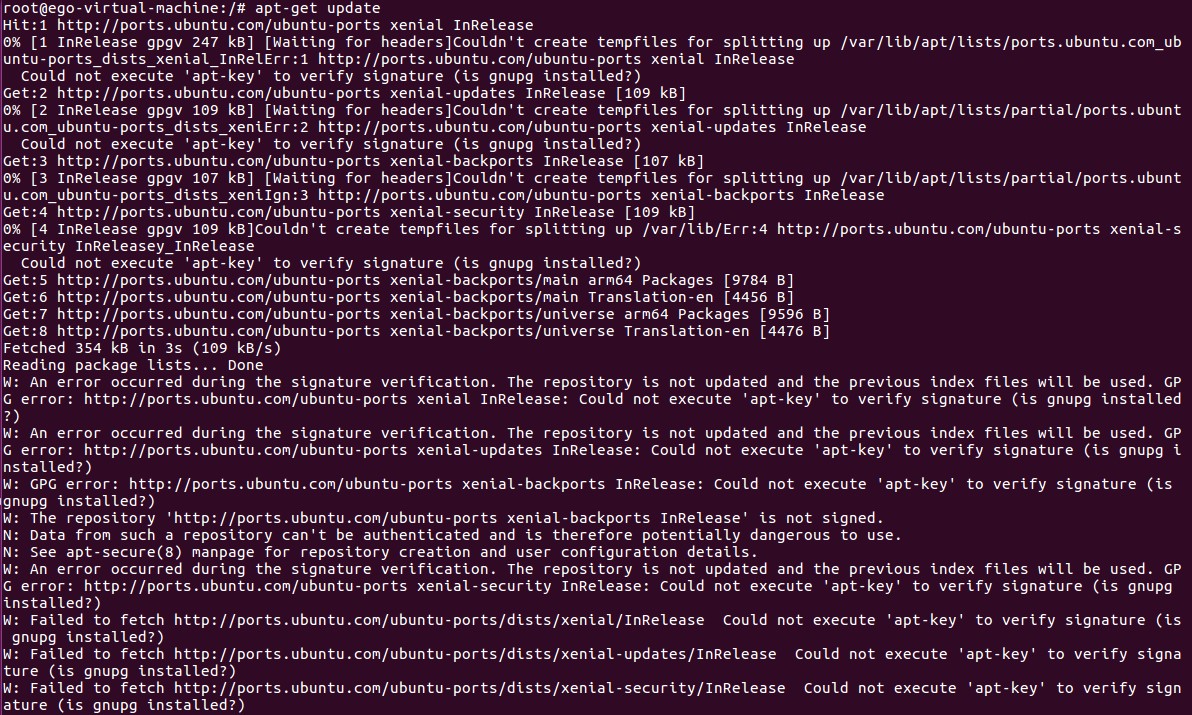 root@ego-virtual-machine:/# apt-get update
Hit:1 http://ports.ubuntu.com/ubuntu-ports xenial InRelease
0% [1 InRelease gpgv 247 kB] [Waiting for headers]Couldn't create tempfiles for splitting up /var/lib/apt/lists/ports.ubuntu.com_ub
untu-ports_dists_xenial_InRelErr:1 http://ports.ubuntu.com/ubuntu-ports xenial InRelease
  Could not execute 'apt-key' to verify signature (is gnupg installed?)
Get:2 http://ports.ubuntu.com/ubuntu-ports xenial-updates InRelease [109 kB]
0% [2 InRelease gpgv 109 kB] [Waiting for headers]Couldn't create tempfiles for splitting up /var/lib/apt/lists/partial/ports.ubunt
u.com_ubuntu-ports_dists_xeniErr:2 http://ports.ubuntu.com/ubuntu-ports xenial-updates InRelease
  Could not execute 'apt-key' to verify signature (is gnupg installed?)
Get:3 http://ports.ubuntu.com/ubuntu-ports xenial-backports InRelease [107 kB]
0% [3 InRelease gpgv 107 kB] [Waiting for headers]Couldn't create tempfiles for splitting up /var/lib/apt/lists/partial/ports.ubunt
u.com_ubuntu-ports_dists_xeniIgn:3 http://ports.ubuntu.com/ubuntu-ports xenial-backports InRelease
Get:4 http://ports.ubuntu.com/ubuntu-ports xenial-security InRelease [109 kB]
0% [4 InRelease gpgv 109 kB]Couldn't create tempfiles for splitting up /var/lib/Err:4 http://ports.ubuntu.com/ubuntu-ports xenial-s
ecurity InReleasey_InRelease
  Could not execute 'apt-key' to verify signature (is gnupg installed?)
Get:5 http://ports.ubuntu.com/ubuntu-ports xenial-backports/main arm64 Packages [9784 B]
Get:6 http://ports.ubuntu.com/ubuntu-ports xenial-backports/main Translation-en [4456 B]
Get:7 http://ports.ubuntu.com/ubuntu-ports xenial-backports/universe arm64 Packages [9596 B]
Get:8 http://ports.ubuntu.com/ubuntu-ports xenial-backports/universe Translation-en [4476 B]
Fetched 354 kB in 3s (109 kB/s)
Reading package lists... Done
W: An error occurred during the signature verification. The repository is not updated and the previous index files will be used. GP
G error: http://ports.ubuntu.com/ubuntu-ports xenial InRelease: Could not execute 'apt-key' to verify signature (is gnupg installed
?)
W: An error occurred during the signature verification. The repository is not updated and the previous index files will be used. GP
G error: http://ports.ubuntu.com/ubuntu-ports xenial-updates InRelease: Could not execute 'apt-key' to verify signature (is gnupg i
nstalled?)
W: GPG error: http://ports.ubuntu.com/ubuntu-ports xenial-backports InRelease: Could not execute 'apt-key' to verify signature (is 
gnupg installed?)
W: The repository 'http://ports.ubuntu.com/ubuntu-ports xenial-backports InRelease' is not signed.
N: Data from such a repository can't be authenticated and is therefore potentially dangerous to use.
N: See apt-secure(8) manpage for repository creation and user configuration details.
W: An error occurred during the signature verification. The repository is not updated and the previous index files will be used. GP
G error: http://ports.ubuntu.com/ubuntu-ports xenial-security InRelease: Could not execute 'apt-key' to verify signature (is gnupg 
installed?)
W: Failed to fetch http://ports.ubuntu.com/ubuntu-ports/dists/xenial/InRelease  Could not execute 'apt-key' to verify signature (is
 gnupg installed?)
W: Failed to fetch http://ports.ubuntu.com/ubuntu-ports/dists/xenial-updates/InRelease  Could not execute 'apt-key' to verify signa
ture (is gnupg installed?)
W: Failed to fetch http://ports.ubuntu.com/ubuntu-ports/dists/xenial-security/InRelease  Could not execute 'apt-key' to verify sign
ature (is gnupg installed?)